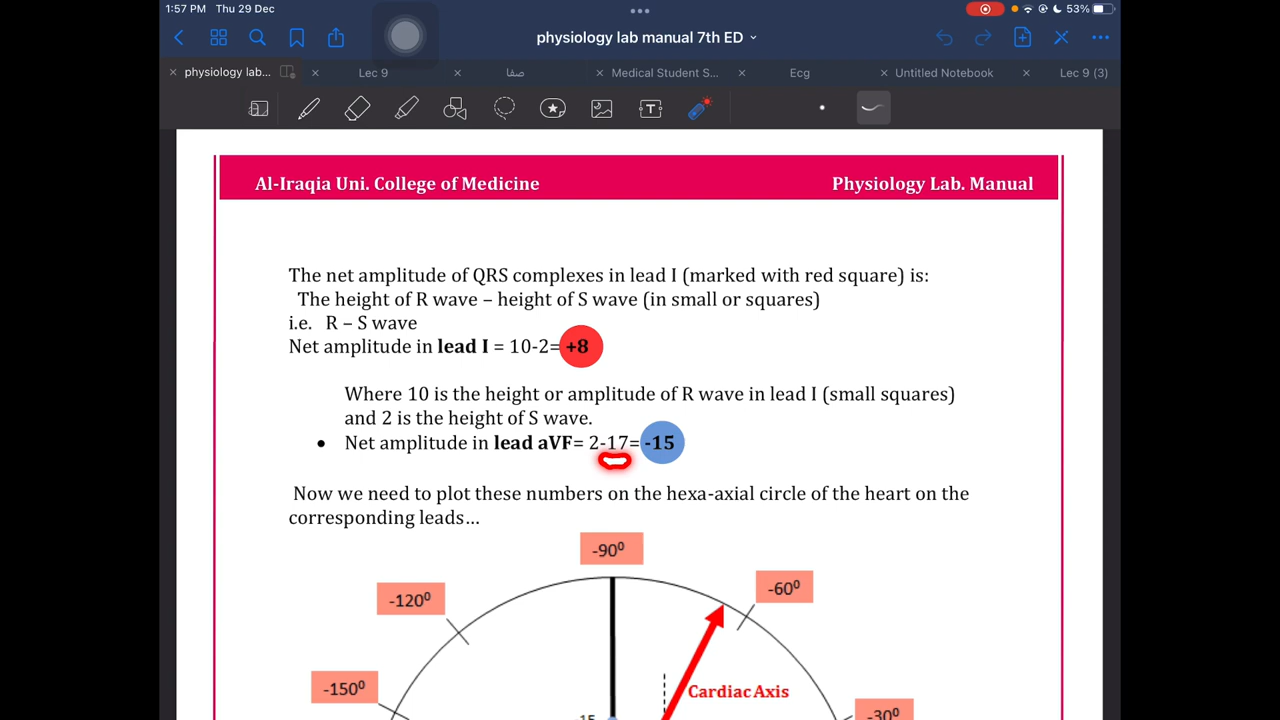 1:57 PM Thu 29 Dec
53%
physiology lab manual 7th ED
physiology lab...
Lec 9
صفا
Medical Student S...
Ecg
Untitled Notebook
Lec 9 (3)
T
Al-Iraqia Uni. College of Medicine
Physiology Lab. Manual
The net amplitude of QRS complexes in lead I (marked with red square) is:
The height of R wave – height of S wave (in small or squares)
i.e. R – S wave
Net amplitude in lead I = 10-2= +8
Where 10 is the height or amplitude of R wave in lead I (small squares)
and 2 is the height of S wave.
• Net amplitude in lead aVF= 2-17= -15
Now we need to plot these numbers on the hexa-axial circle of the heart on the
corresponding leads…
-90⁰
-60⁰
-120⁰
-150⁰
Cardiac Axis
-30⁰
-15